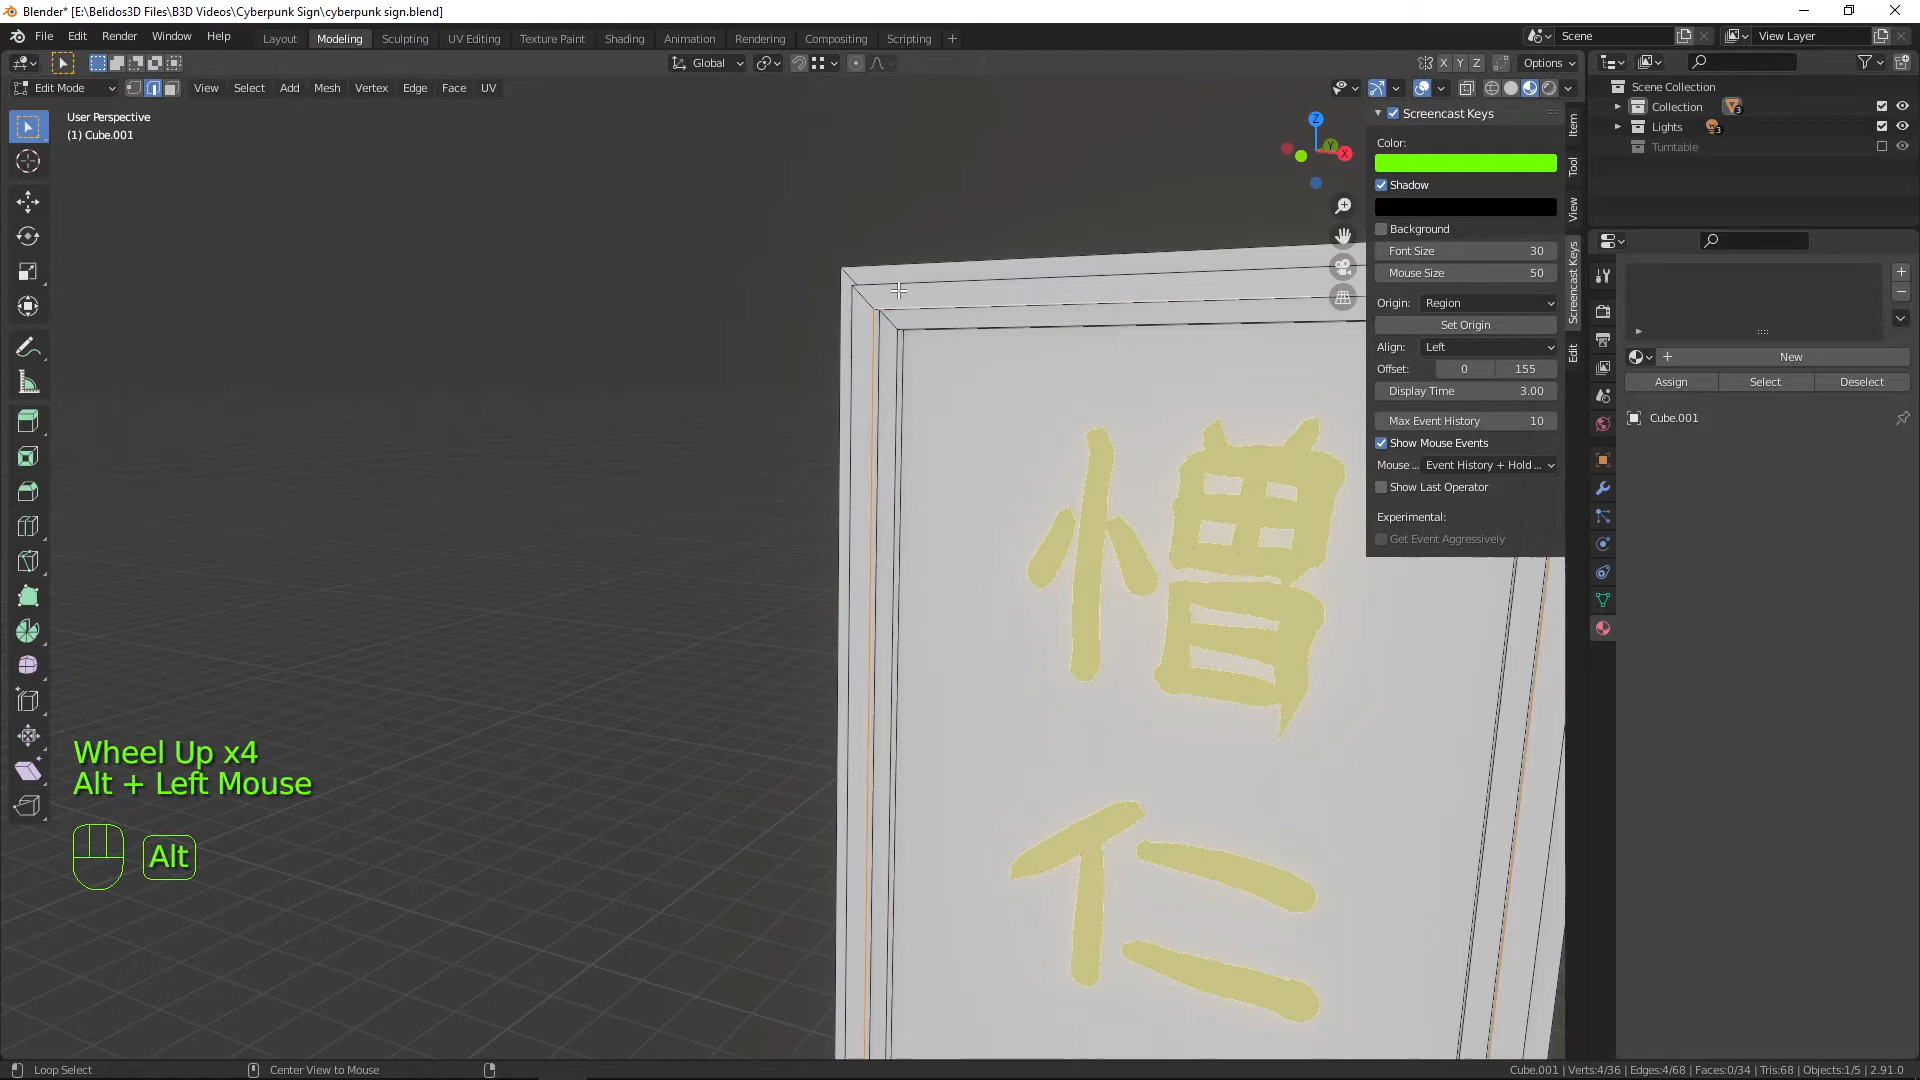 Blender* [E:\Belidos3D Files\B3D Videos\Cyberpunk Sign\cyberpunk sign.blend]
File Edit Render Window Help Layout Modeling Sculpting UV Editing Texture Paint Shading Animation Rendering Compositing Scripting Scene View Layer
Global X Y Z Options
Edit Mode View Select Add Mesh Vertex Edge Face UV
User Perspective
(1) Cube.001
Z
Y
X
Screencast Keys
Color:
Shadow
Background
Font Size 30
Mouse Size 50
Origin: Region
Set Origin
Align: Left
Offset: 0 155
Display Time 3.00
Max Event History 10
Show Mouse Events
Mouse ... Event History + Hold ...
Show Last Operator
Experimental:
Get Event Aggressively
Item
Tool
View
Screencast Keys
Edit
Scene Collection
Collection 3
Lights 3
Turntable
New
Assign Select Deselect
Cube.001
憎
仁
Wheel Up x4
Alt + Left Mouse
Alt
Loop Select Center View to Mouse Cube.001 | Verts:4/36 | Edges:4/68 | Faces:0/34 | Tris:68 | Objects:1/5 | 2.91.0